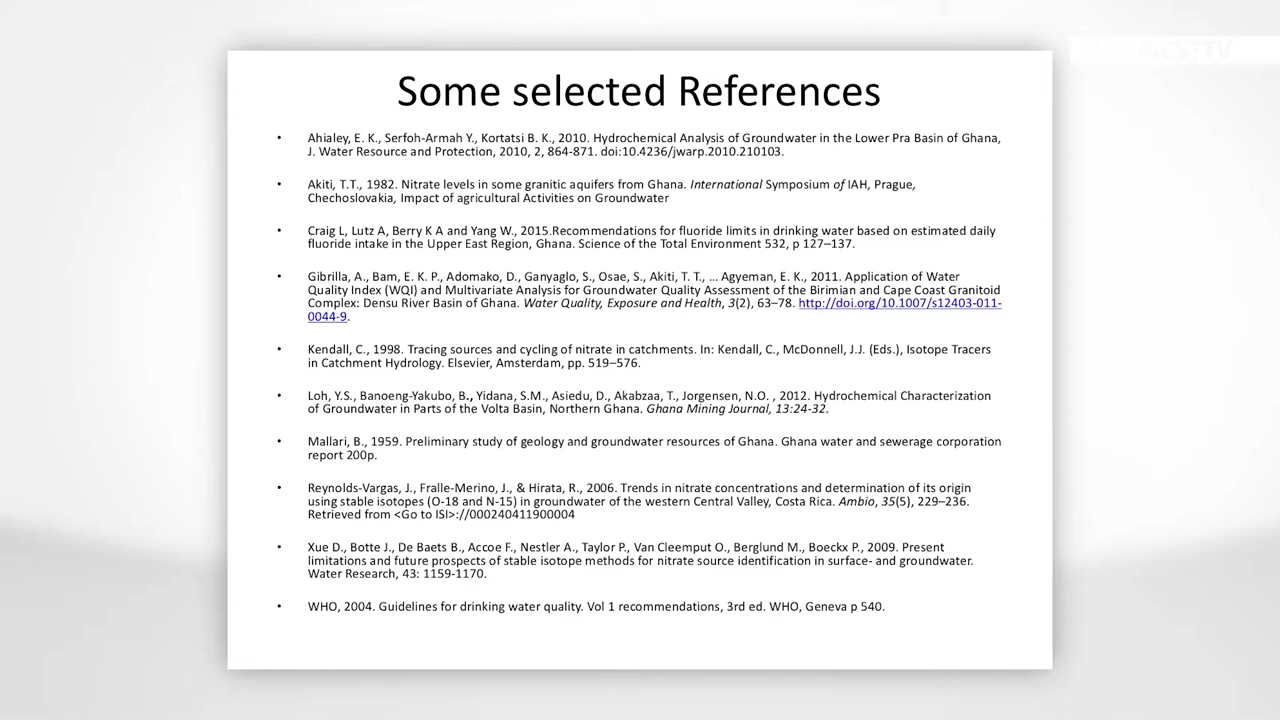 Some selected References
• Ahialey, E. K., Serfoh-Armah Y., Kortatsi B. K., 2010. Hydrochemical Analysis of Groundwater in the Lower Pra Basin of Ghana,
J. Water Resource and Protection, 2010, 2, 864-871. doi:10.4236/jwarp.2010.210103.
• Akiti, T.T., 1982. Nitrate levels in some granitic aquifers from Ghana. International Symposium of IAH, Prague,
Chechoslovakia, Impact of agricultural Activities on Groundwater
• Craig L, Lutz A, Berry K A and Yang W., 2015.Recommendations for fluoride limits in drinking water based on estimated daily
fluoride intake in the Upper East Region, Ghana. Science of the Total Environment 532, p 127–137.
• Gibrilla, A., Bam, E. K. P., Adomako, D., Ganyaglo, S., Osae, S., Akiti, T. T., … Agyeman, E. K., 2011. Application of Water
Quality Index (WQI) and Multivariate Analysis for Groundwater Quality Assessment of the Birimian and Cape Coast Granitoid
Complex: Densu River Basin of Ghana. Water Quality, Exposure and Health, 3(2), 63–78. http://doi.org/10.1007/s12403-011-
0044-9.
• Kendall, C., 1998. Tracing sources and cycling of nitrate in catchments. In: Kendall, C., McDonnell, J.J. (Eds.), Isotope Tracers
in Catchment Hydrology. Elsevier, Amsterdam, pp. 519–576.
• Loh, Y.S., Banoeng-Yakubo, B., Yidana, S.M., Asiedu, D., Akabzaa, T., Jorgensen, N.O. , 2012. Hydrochemical Characterization
of Groundwater in Parts of the Volta Basin, Northern Ghana. Ghana Mining Journal, 13:24-32.
• Mallari, B., 1959. Preliminary study of geology and groundwater resources of Ghana. Ghana water and sewerage corporation
report 200p.
• Reynolds-Vargas, J., Fralle-Merino, J., & Hirata, R., 2006. Trends in nitrate concentrations and determination of its origin
using stable isotopes (O-18 and N-15) in groundwater of the western Central Valley, Costa Rica. Ambio, 35(5), 229–236.
Retrieved from <Go to ISI>://000240411900004
• Xue D., Botte J., De Baets B., Accoe F., Nestler A., Taylor P., Van Cleemput O., Berglund M., Boeckx P., 2009. Present
limitations and future prospects of stable isotope methods for nitrate source identification in surface- and groundwater.
Water Research, 43: 1159-1170.
• WHO, 2004. Guidelines for drinking water quality. Vol 1 recommendations, 3rd ed. WHO, Geneva p 540.